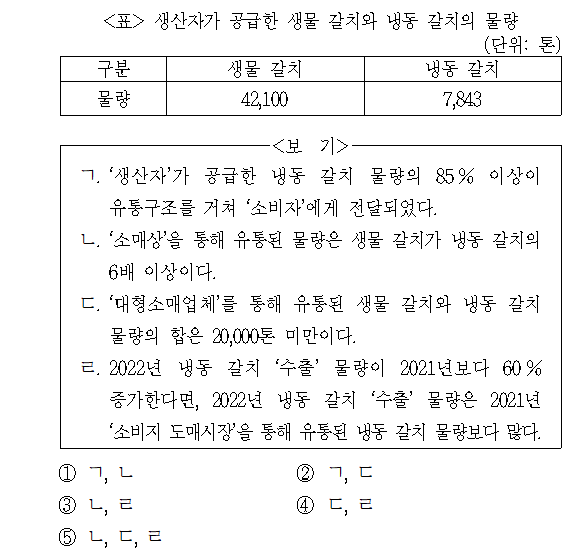 <표> 생산자가 공급한 생물 갈치와 냉동 갈치의 물량
(단위: 톤)
구분 생물 갈치 냉동 갈치
물량 42,100 7,843
<보 기>
ㄱ. ‘생산자’가 공급한 냉동 갈치 물량의 85% 이상이
유통구조를 거쳐 ‘소비자’에게 전달되었다.
ㄴ. ‘소매상’을 통해 유통된 물량은 생물 갈치가 냉동 갈치의
6배 이상이다.
ㄷ. ‘대형소매업체’를 통해 유통된 생물 갈치와 냉동 갈치
물량의 합은 20,000톤 미만이다.
ㄹ. 2022년 냉동 갈치 ‘수출’ 물량이 2021년보다 60%
증가한다면, 2022년 냉동 갈치 ‘수출’ 물량은 2021년
‘소비지 도매시장’을 통해 유통된 냉동 갈치 물량보다 많다.
① ㄱ, ㄴ ② ㄱ, ㄷ
③ ㄴ, ㄹ ④ ㄷ, ㄹ
⑤ ㄴ, ㄷ, ㄹ